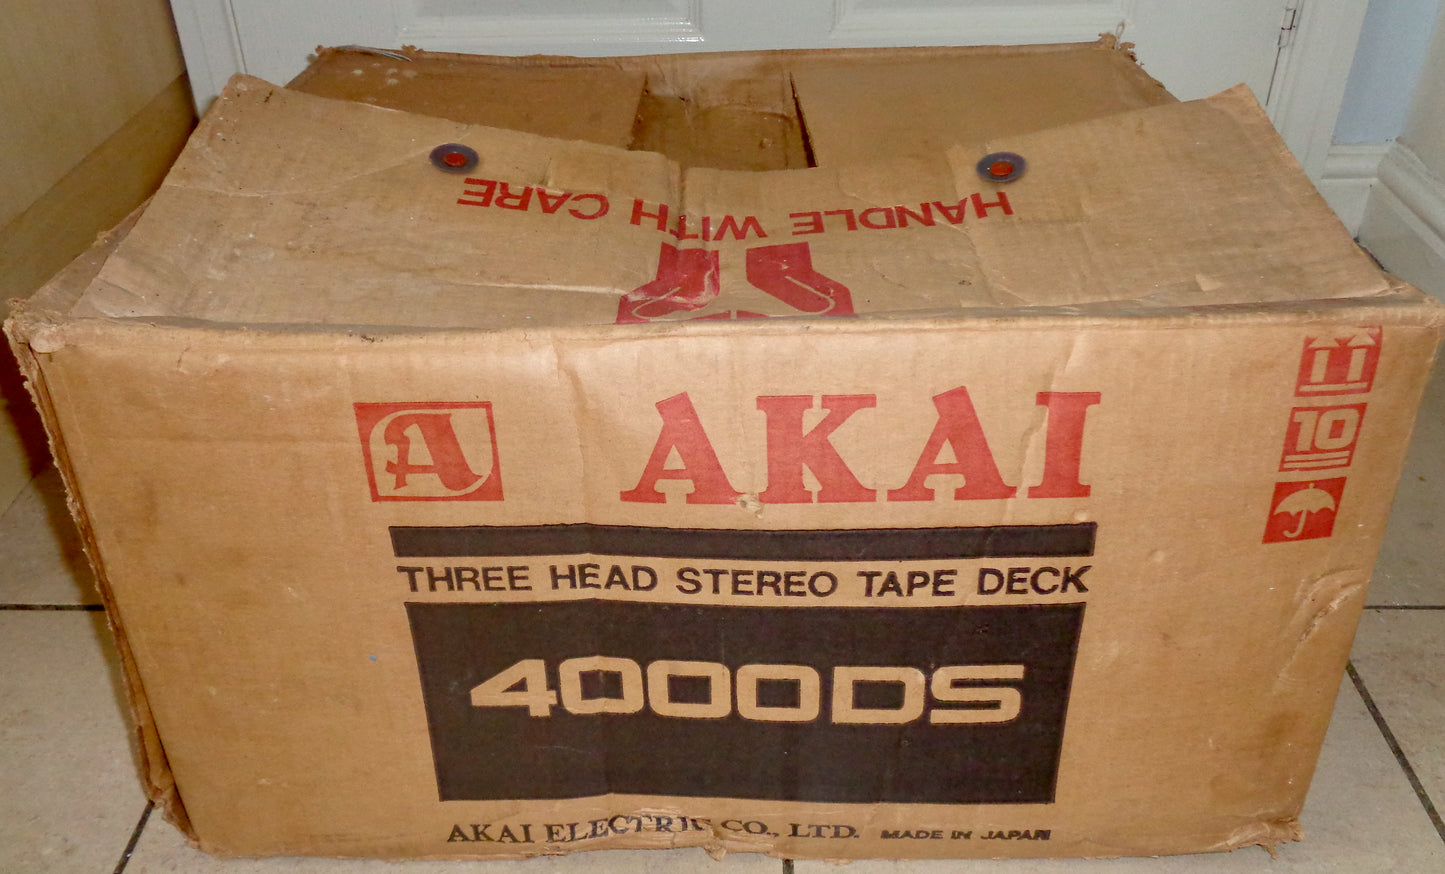 HANDLE WITH CARE
A AKAI
10
THREE HEAD STEREO TAPE DECK
4000DS
AKAI ELECTRIC CO., LTD. MADE IN JAPAN